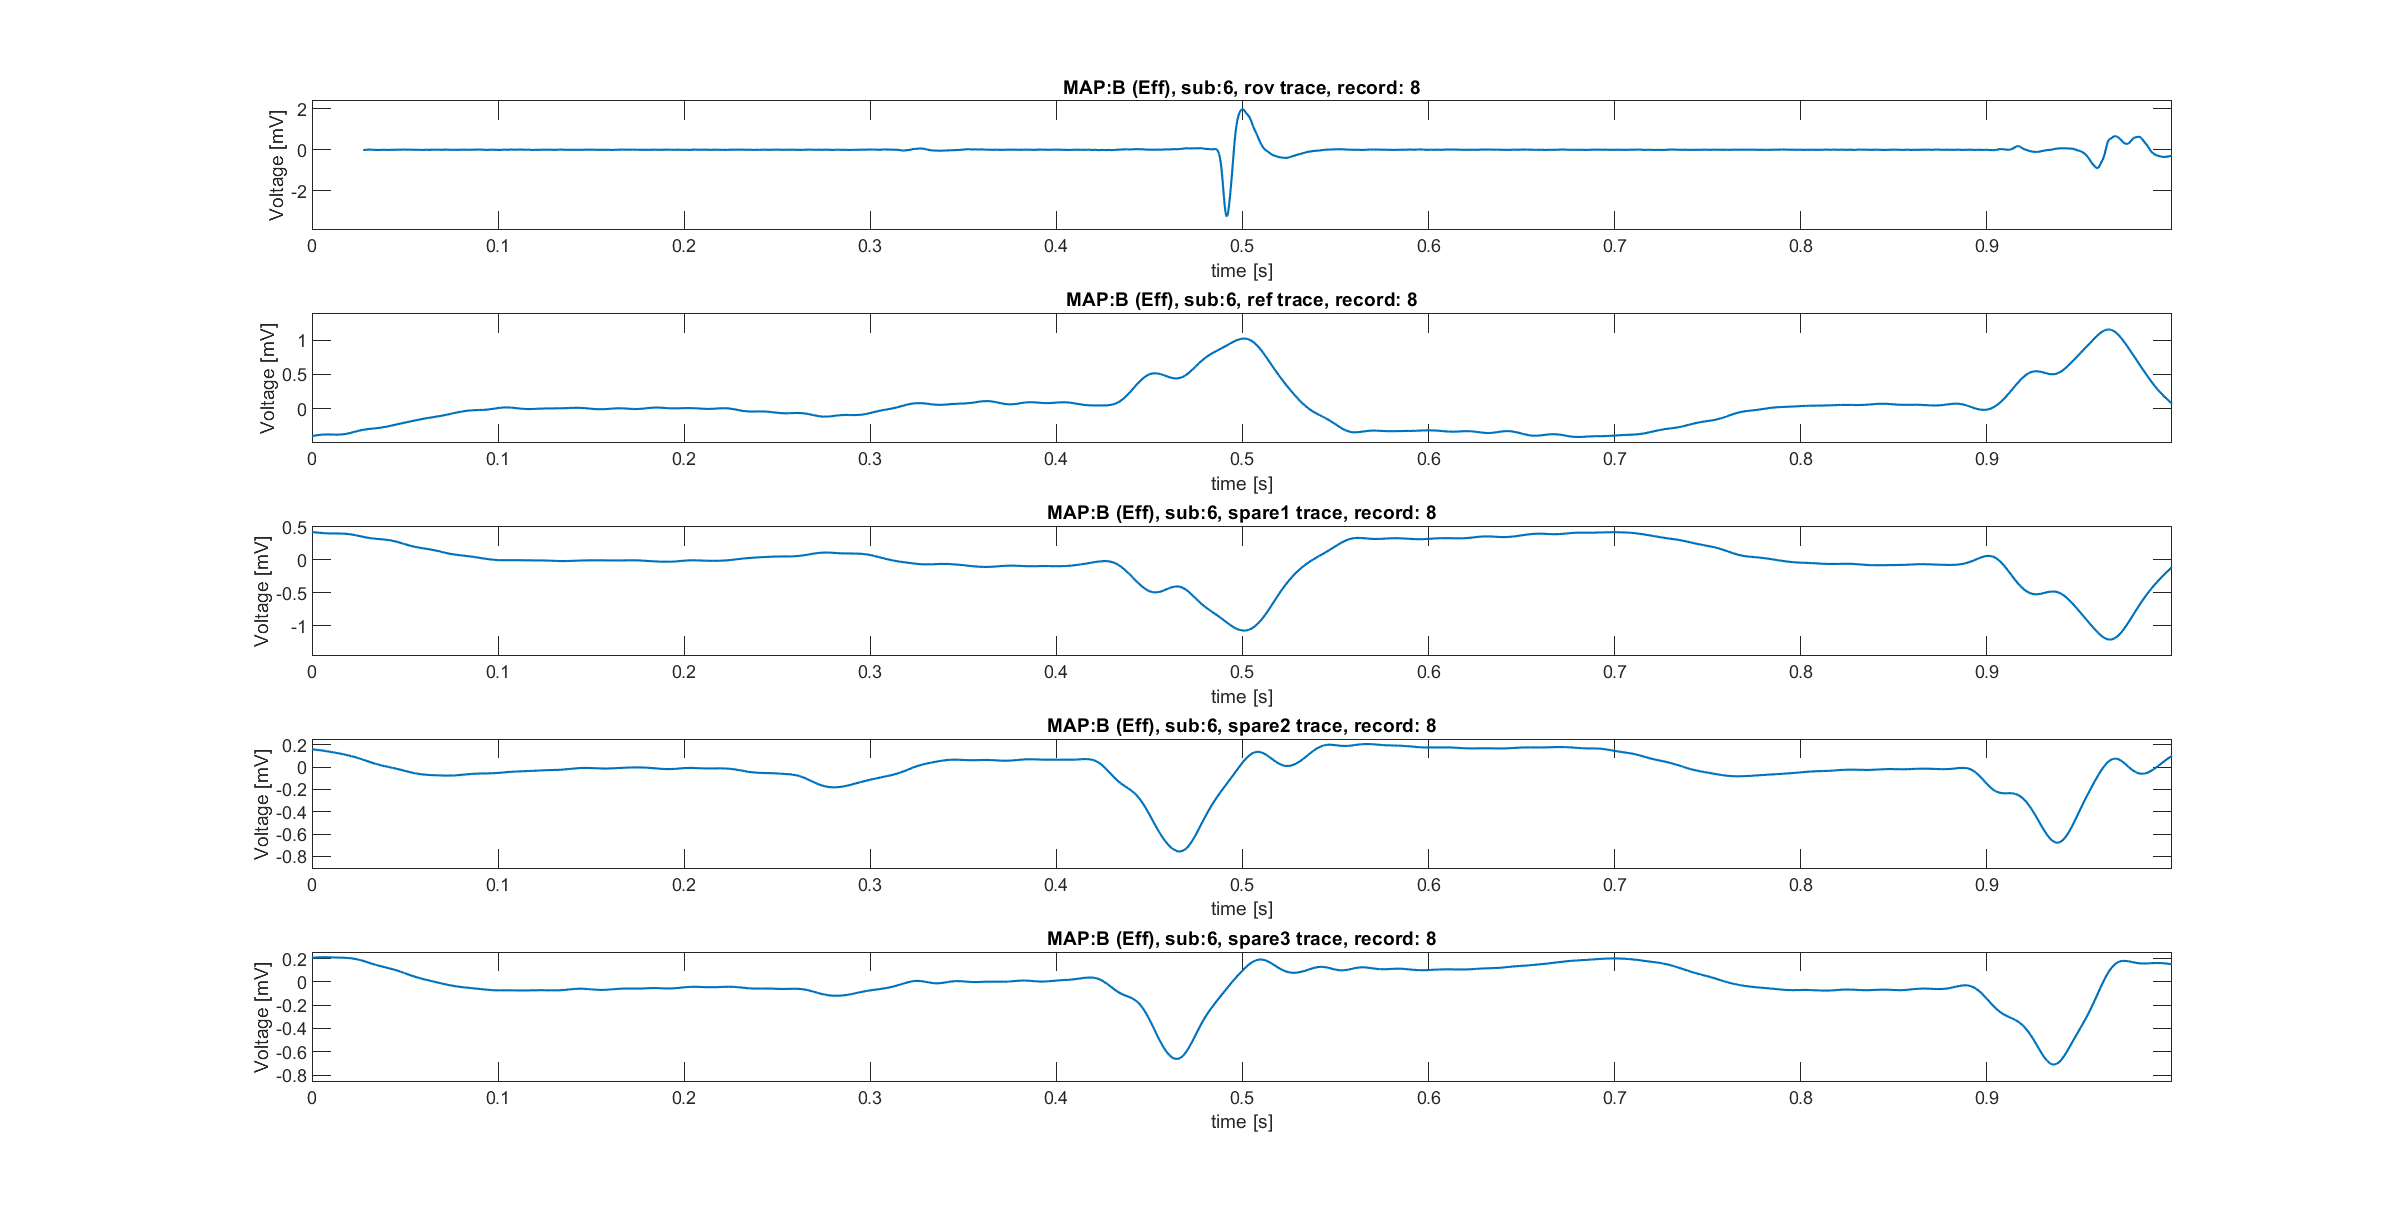 MAP:B (Eff), sub:6, rov trace, record: 8
Voltage [mV]
2
0
-2
0 0.1 0.2 0.3 0.4 0.5 0.6 0.7 0.8 0.9
time [s]
MAP:B (Eff), sub:6, ref trace, record: 8
Voltage [mV]
1
0.5
0
0 0.1 0.2 0.3 0.4 0.5 0.6 0.7 0.8 0.9
time [s]
MAP:B (Eff), sub:6, spare1 trace, record: 8
Voltage [mV]
0.5
0
-0.5
-1
0 0.1 0.2 0.3 0.4 0.5 0.6 0.7 0.8 0.9
time [s]
MAP:B (Eff), sub:6, spare2 trace, record: 8
Voltage [mV]
0.2
0
-0.2
-0.4
-0.6
-0.8
0 0.1 0.2 0.3 0.4 0.5 0.6 0.7 0.8 0.9
time [s]
MAP:B (Eff), sub:6, spare3 trace, record: 8
Voltage [mV]
0.2
0
-0.2
-0.4
-0.6
-0.8
0 0.1 0.2 0.3 0.4 0.5 0.6 0.7 0.8 0.9
time [s]